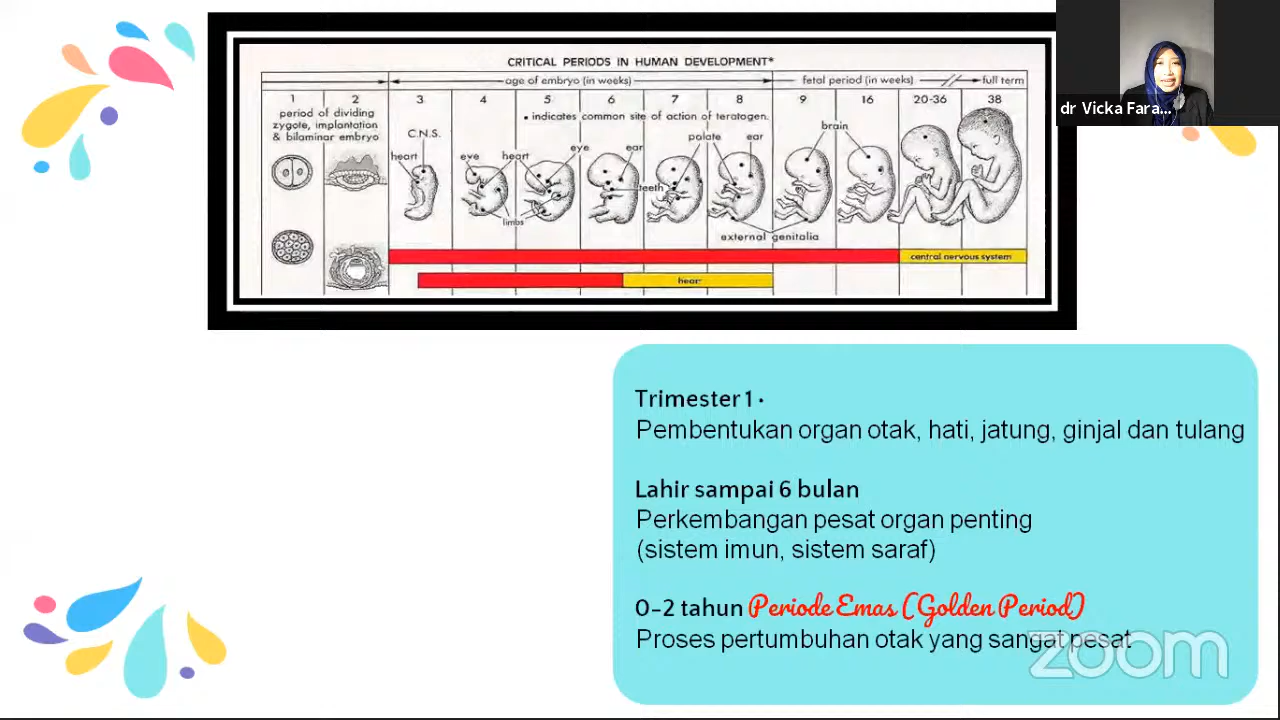 CRITICAL PERIODS IN HUMAN DEVELOPMENT*
age of embryo (in weeks)
fetal period (in weeks)
full term
1 2 3 4 5 6 7 8 9 16 20-36 38
period of dividing
zygote, implantation
& bilaminar embryo
• indicates common site of action of teratogen.
C.N.S.
heart
eye
heart
eye
ear
palate
ear
brain
teeth
limbs
external genitalia
central nervous system
dr Vicka Fara...
Trimester 1 •
Pembentukan organ otak, hati, jatung, ginjal dan tulang
Lahir sampai 6 bulan
Perkembangan pesat organ penting
(sistem imun, sistem saraf)
0-2 tahun Periode Emas (Golden Period)
Proses pertumbuhan otak yang sangat pesat
zoom